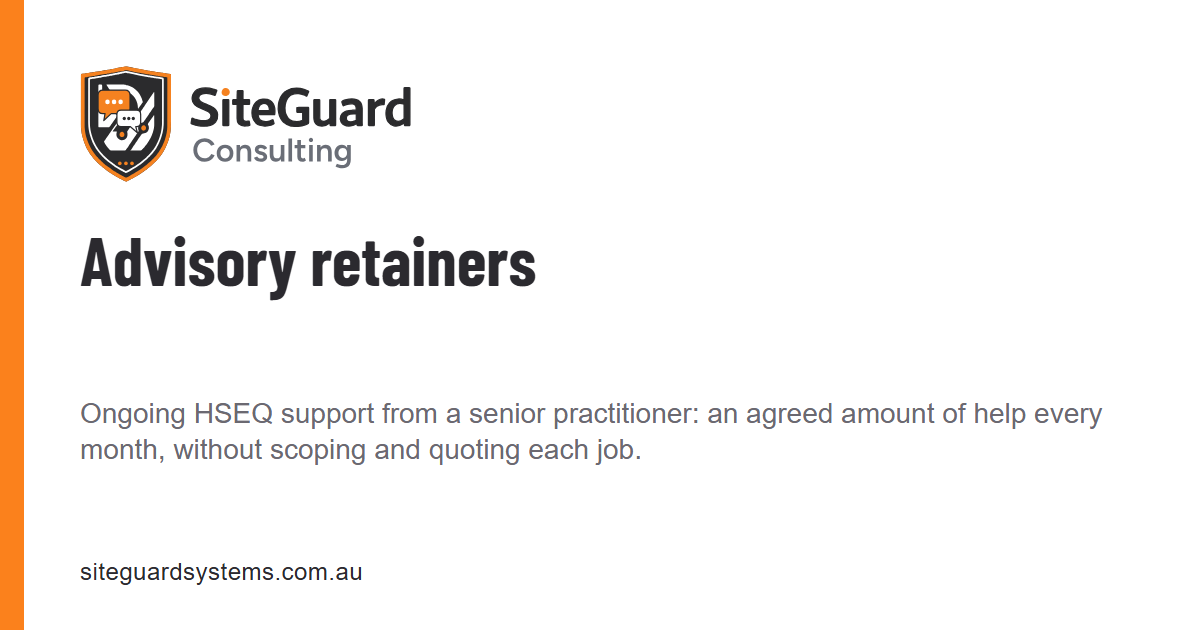 SiteGuard
Consulting
Advisory retainers
Ongoing HSEQ support from a senior practitioner: an agreed amount of help every
month, without scoping and quoting each job.
siteguardsystems.com.au